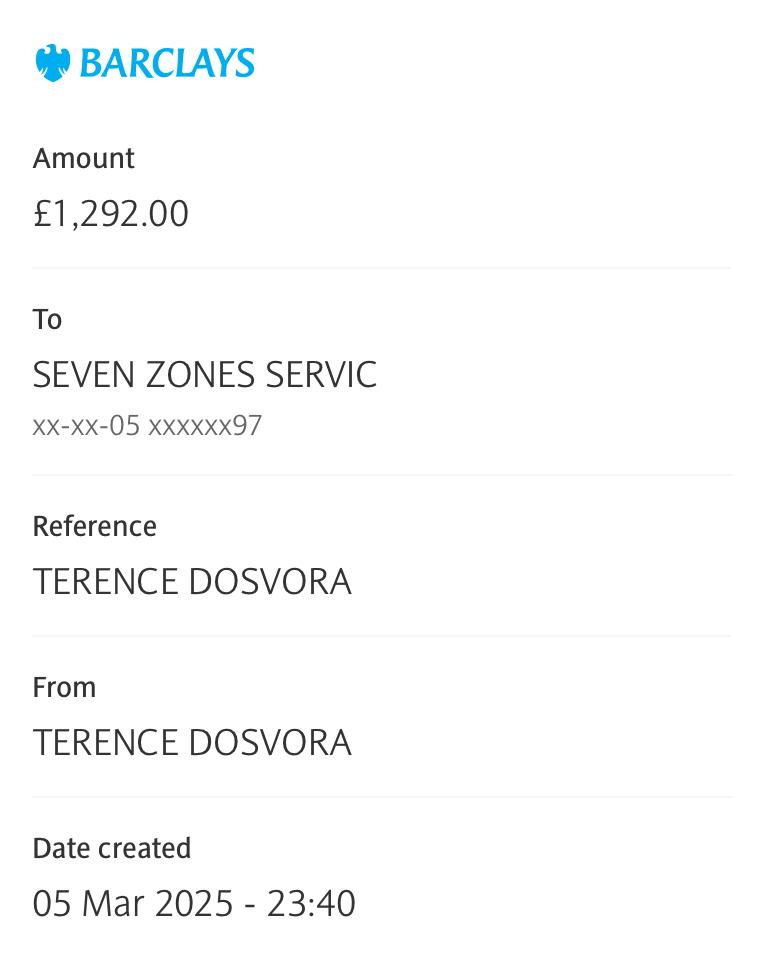 BARCLAYS
Amount
£1,292.00
To
SEVEN ZONES SERVIC
xx-xx-05 xxxxxx97
Reference
TERENCE DOSVORA
From
TERENCE DOSVORA
Date created
05 Mar 2025 - 23:40